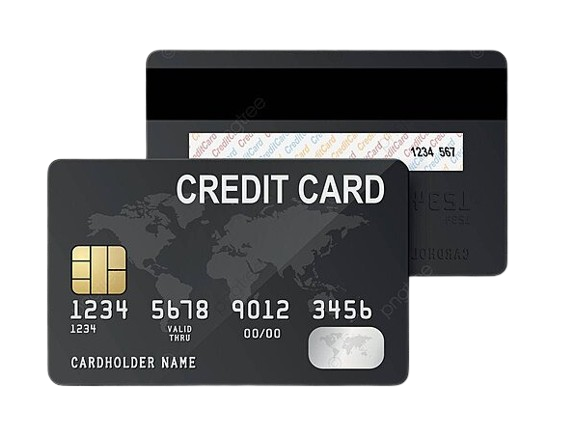 1234 567
CREDIT CARD
1234 5678 9012 3456
1234
VALID
THRU
00/00
CARDHOLDER NAME